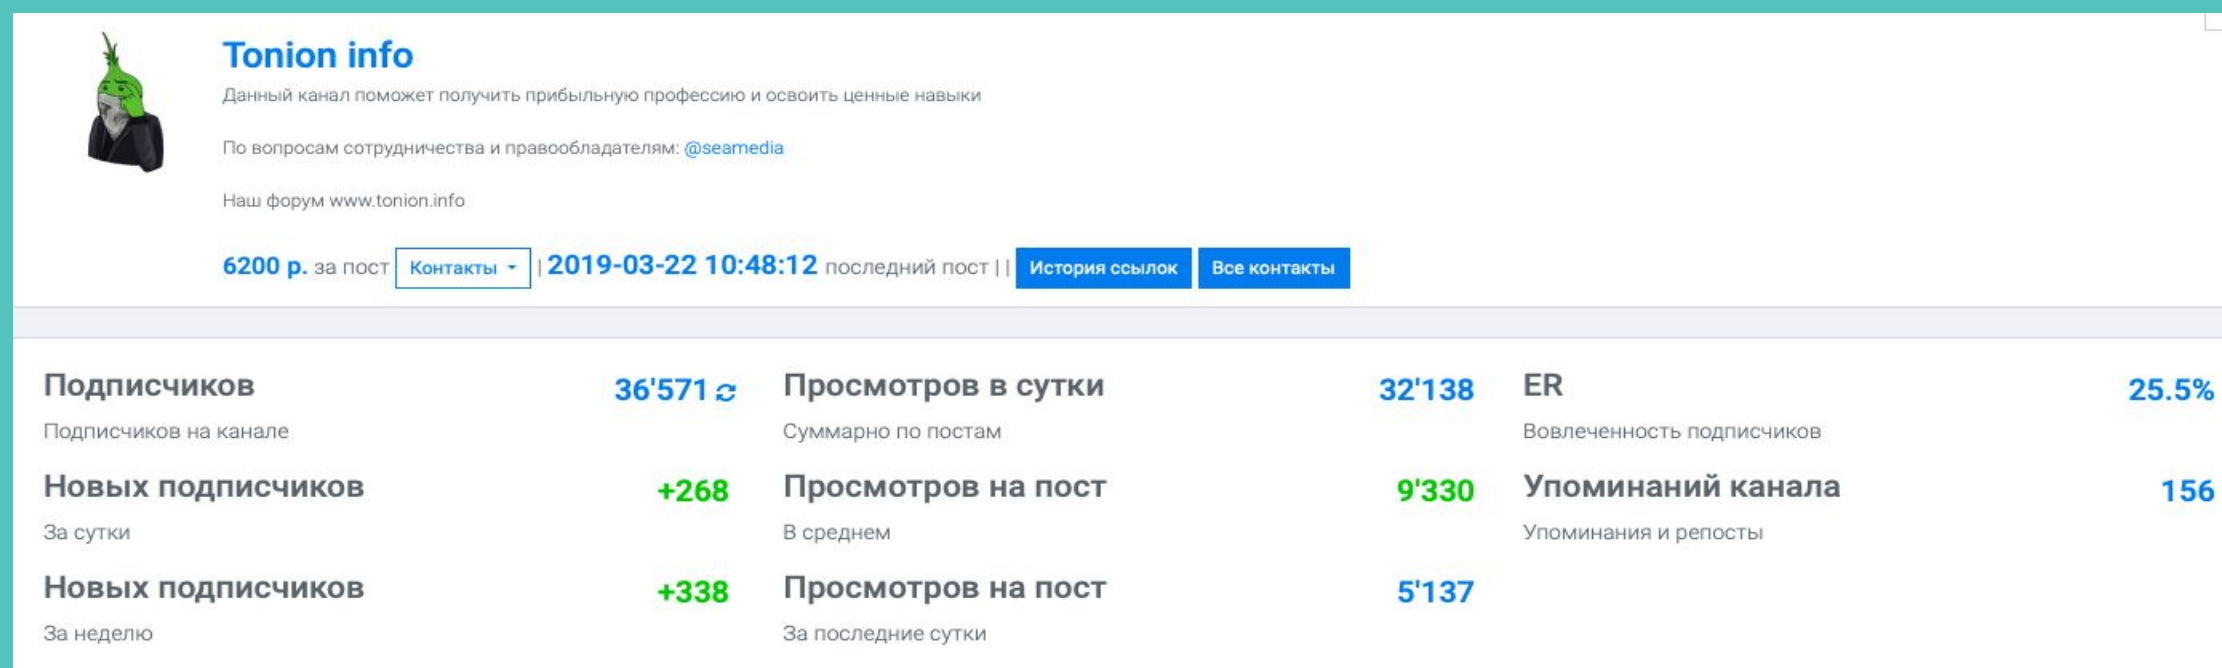 Tonion info
Данный канал поможет получить прибыльную профессию и освоить ценные навыки
По вопросам сотрудничества и правообладателям: @seamedia
Наш форум www.tonion.info
6200 р. за пост Контакты | 2019-03-22 10:48:12 последний пост | | История ссылок Все контакты
Подписчиков 36'571
Подписчиков на канале
Новых подписчиков +268
За сутки
Новых подписчиков +338
За неделю
Просмотров в сутки 32'138
Суммарно по постам
Просмотров на пост 9'330
В среднем
Просмотров на пост 5'137
За последние сутки
ER 25.5%
Вовлеченность подписчиков
Упоминаний канала 156
Упоминания и репосты